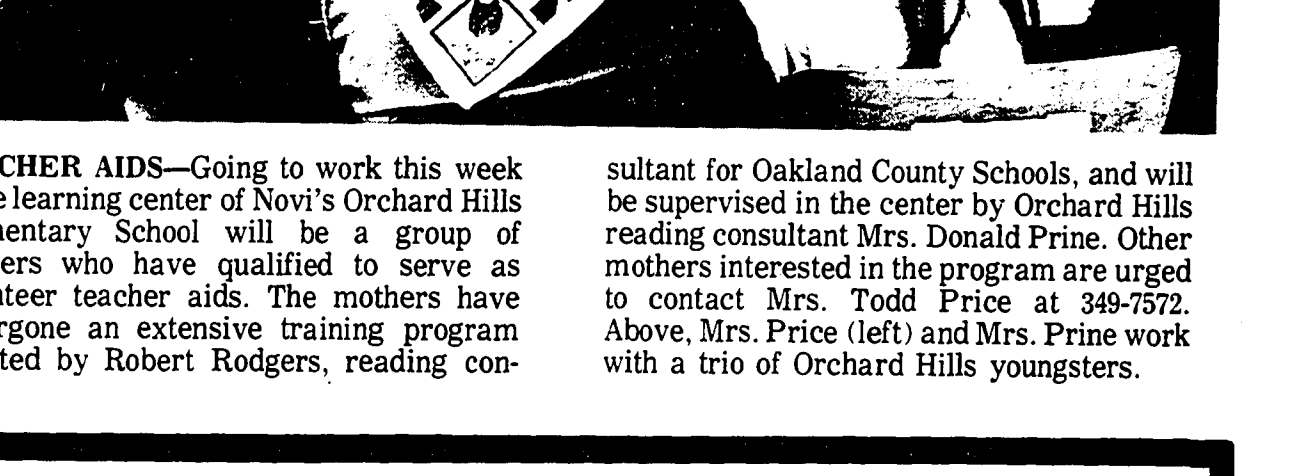 CHER AIDS—Going to work this week
learning center of Novi's Orchard Hills
mentary School will be a group of
ers who have qualified to serve as
teer teacher aids. The mothers have
rgone an extensive training program
ted by Robert Rodgers, reading con-
sultant for Oakland County Schools, and will
be supervised in the center by Orchard Hills
reading consultant Mrs. Donald Prine. Other
mothers interested in the program are urged
to contact Mrs. Todd Price at 349-7572.
Above, Mrs. Price (left) and Mrs. Prine work
with a trio of Orchard Hills youngsters.